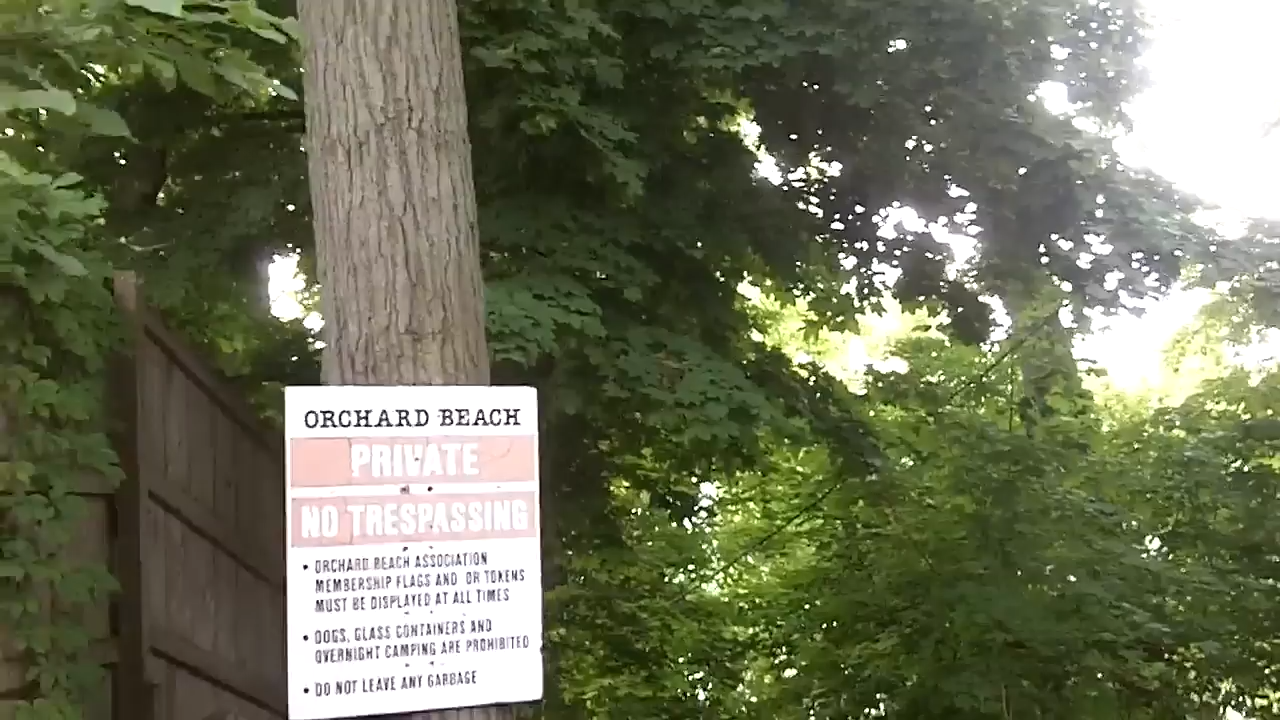 ORCHARD BEACH
PRIVATE
NO TRESPASSING
• ORCHARD BEACH ASSOCIATION
MEMBERSHIP FLAGS AND OR TOKENS
MUST BE DISPLAYED AT ALL TIMES
• DOGS, GLASS CONTAINERS AND
OVERNIGHT CAMPING ARE PROHIBITED
• DO NOT LEAVE ANY GARBAGE